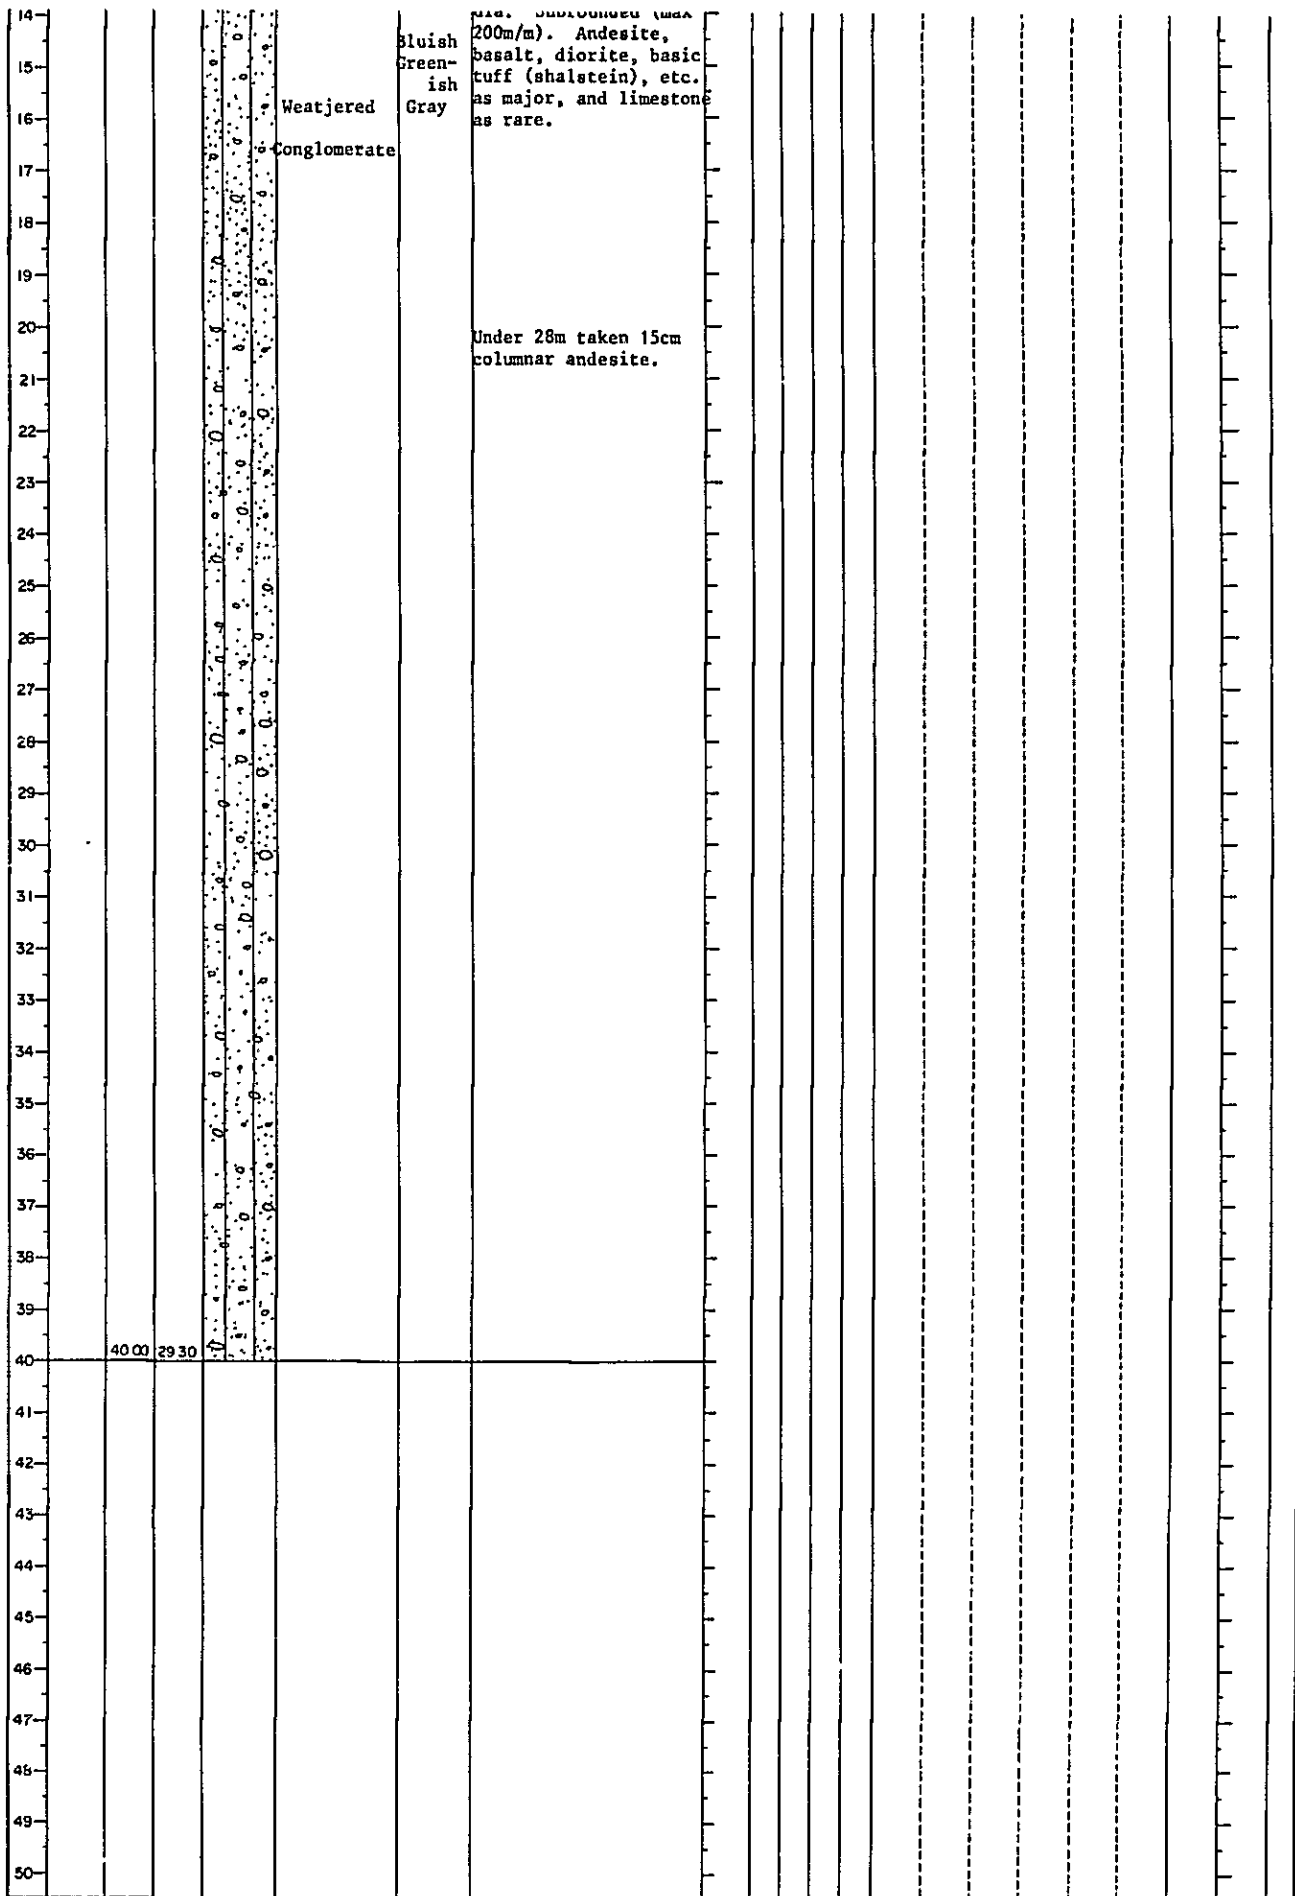 14
dia. Subrounded (max
200m/m). Andesite,
basalt, diorite, basic
tuff (shalstein), etc.
as major, and limestone
as rare.
Bluish
Green-
ish
Gray
Weatjered
Conglomerate
15
16
17
18
19
20
Under 28m taken 15cm
columnar andesite.
21
22
23
24
25
26
27
28
29
30
31
32
33
34
35
36
37
38
39
40 00 29 30
40
41
42
43
44
45
46
47
48
49
50